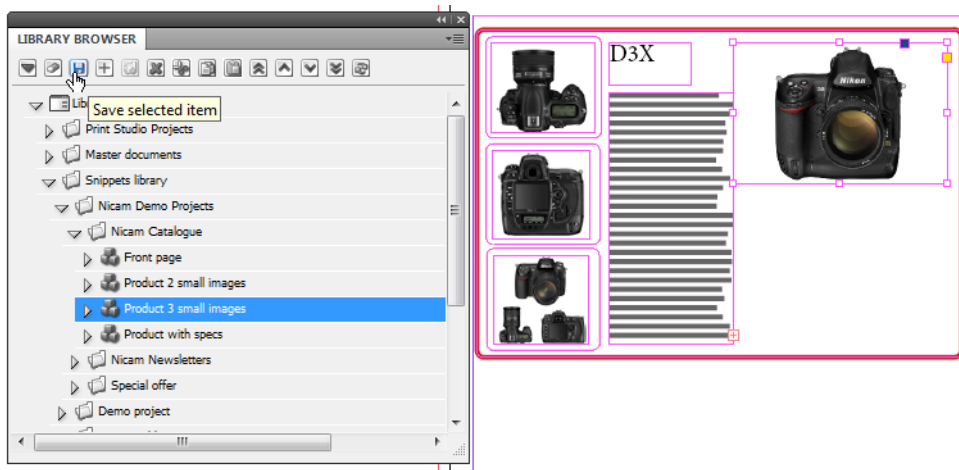 LIBRARY BROWSER
Save selected item
Print Studio Projects
Master documents
Snippets library
Nicam Demo Projects
Nicam Catalogue
Front page
Product 2 small images
Product 3 small images
Product with specs
Nicam Newsletters
Special offer
Demo project
D3X
Nikon